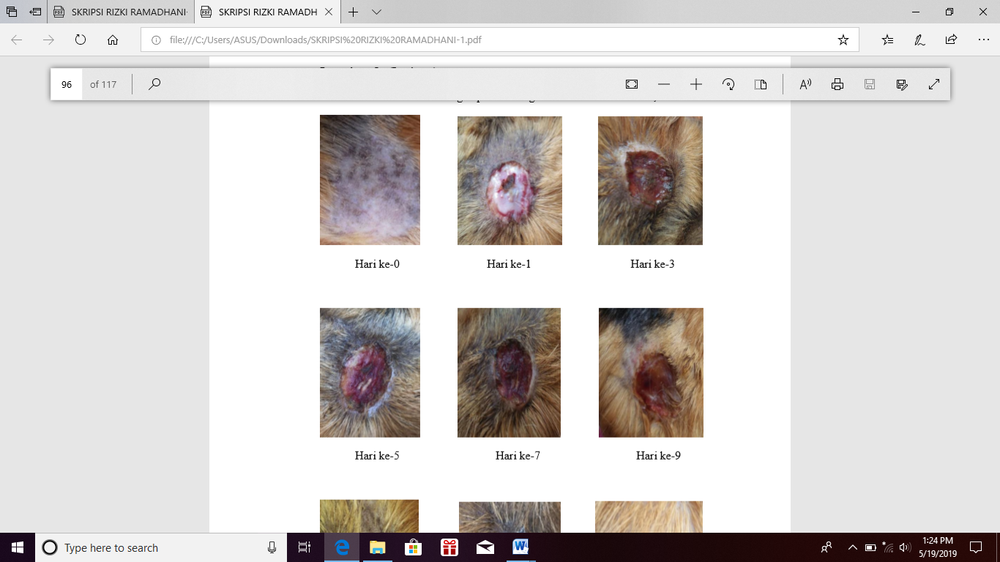 SKRIPSI RIZKI RAMADHANI-
SKRIPSI RIZKI RAMADH
file:///C:/Users/ASUS/Downloads/SKRIPSI%20RIZKI%20RAMADHANI-1.pdf
96 of 117
Hari ke-0 Hari ke-1 Hari ke-3
Hari ke-5 Hari ke-7 Hari ke-9
Type here to search
1:24 PM
5/19/2019